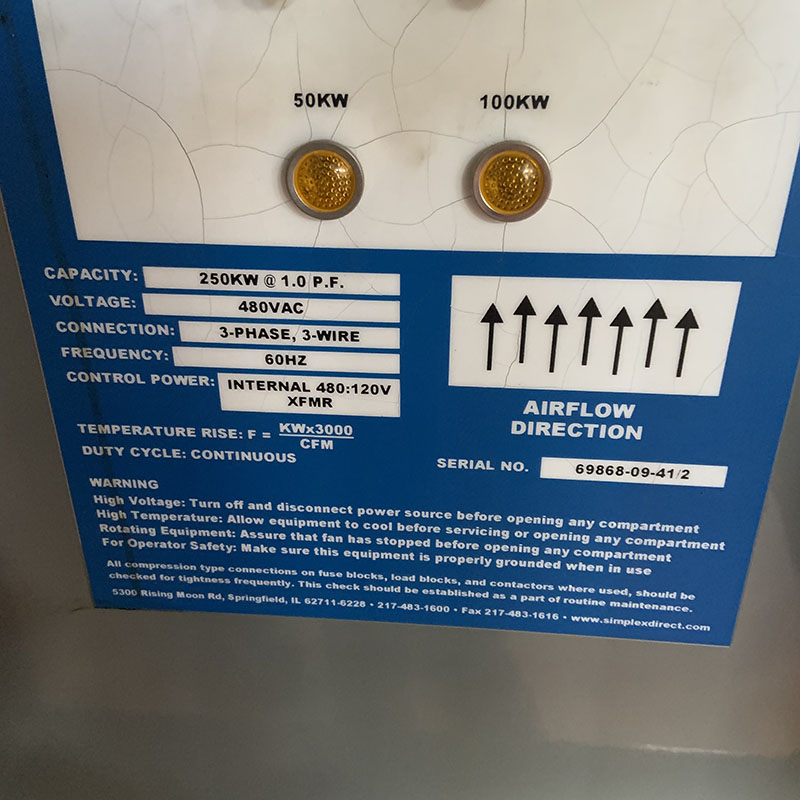 50KW 100KW
CAPACITY: 250KW @ 1.0 P.F.
VOLTAGE: 480VAC
CONNECTION: 3-PHASE, 3-WIRE
FREQUENCY: 60HZ
CONTROL POWER: INTERNAL 480:120V
XFMR
AIRFLOW
DIRECTION
TEMPERATURE RISE: F = KWx3000
CFM
DUTY CYCLE: CONTINUOUS
SERIAL NO. 69868-09-41/2
WARNING
High Voltage: Turn off and disconnect power source before opening any compartment
High Temperature: Allow equipment to cool before servicing or opening any compartment
Rotating Equipment: Assure that fan has stopped before opening any compartment
For Operator Safety: Make sure this equipment is properly grounded when in use
All compression type connections on fuse blocks, load blocks, and contactors where used, should be
checked for tightness frequently. This check should be established as a part of routine maintenance.
5300 Rising Moon Rd, Springfield, IL 62711-6228 • 217-483-1600 • Fax 217-483-1616 • www.simplexdirect.com